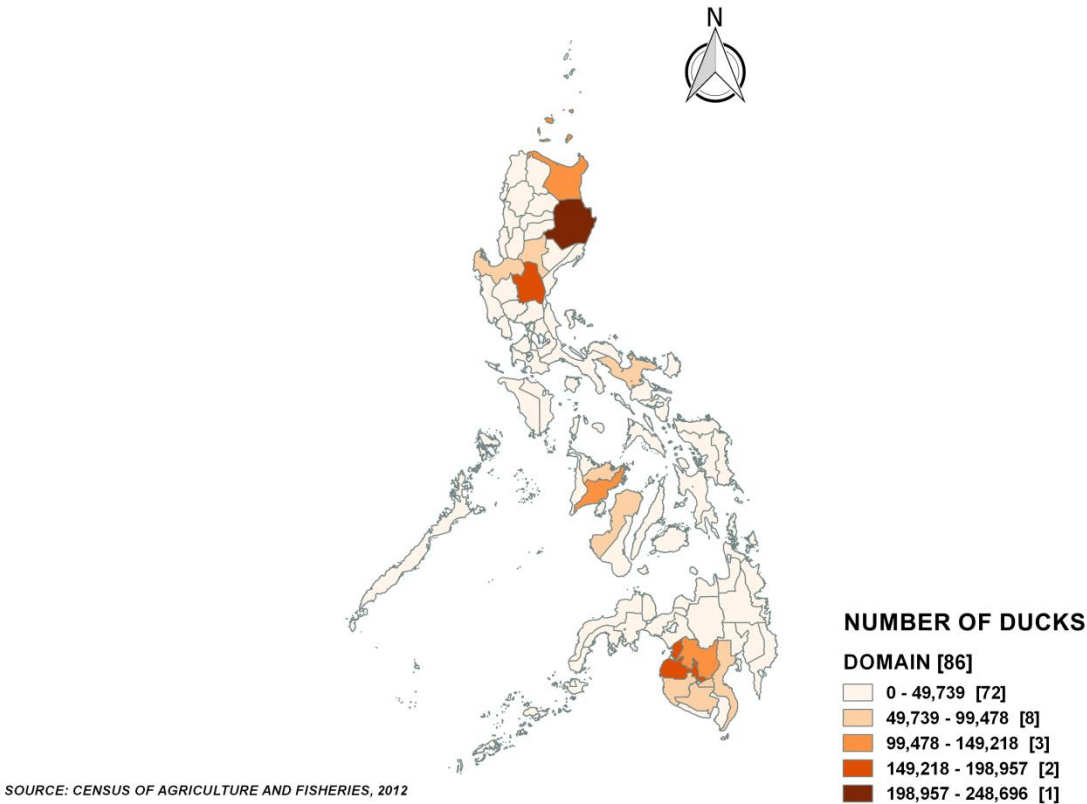 N
NUMBER OF DUCKS
DOMAIN [86]
0 - 49,739 [72]
49,739 - 99,478 [8]
99,478 - 149,218 [3]
149,218 - 198,957 [2]
198,957 - 248,696 [1]
SOURCE: CENSUS OF AGRICULTURE AND FISHERIES, 2012